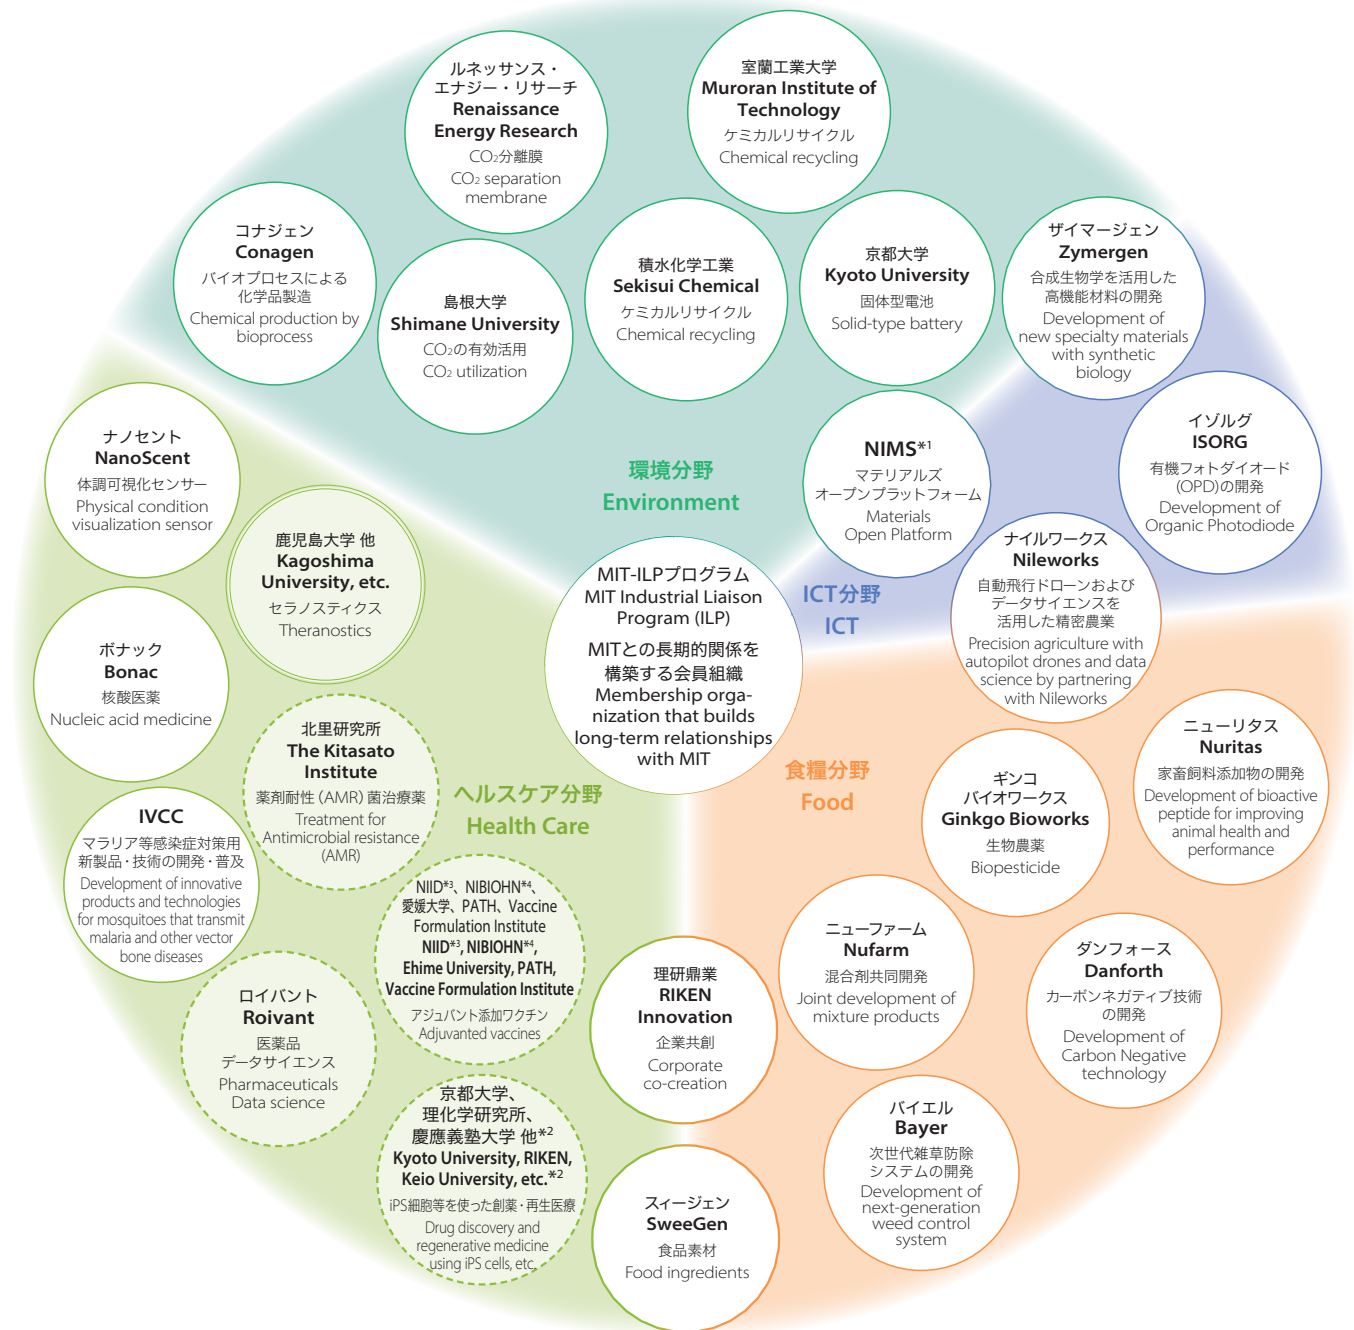 ルネッサンス・
エナジー・リサーチ
Renaissance
Energy Research
CO₂分離膜
CO₂ separation
membrane
室蘭工業大学
Muroran Institute of
Technology
ケミカルリサイクル
Chemical recycling
コナジェン
Conagen
バイオプロセスによる
化学品製造
Chemical production by
bioprocess
島根大学
Shimane University
CO₂の有効活用
CO₂ utilization
積水化学工業
Sekisui Chemical
ケミカルリサイクル
Chemical recycling
京都大学
Kyoto University
固体型電池
Solid-type battery
ザイマージェン
Zymergen
合成生物学を活用した
高機能材料の開発
Development of
new specialty materials
with synthetic
biology
環境分野
Environment
NIMS*1
マテリアルズ
オープンプラットフォーム
Materials
Open Platform
イソルグ
ISORG
有機フォトダイオード
(OPD)の開発
Development of
Organic Photodiode
ナイルワークス
Nileworks
自動飛行ドローンおよび
データサイエンスを
活用した精密農業
Precision agriculture with
autopilot drones and data
science by partnering
with Nileworks
ICT分野
ICT
MIT-ILPプログラム
MIT Industrial Liaison
Program (ILP)
MITとの長期的関係を
構築する会員組織
Membership orga-
nization that builds
long-term relationships
with MIT
ナノセント
NanoScent
体調可視化センサー
Physical condition
visualization sensor
鹿児島大学 他
Kagoshima
University, etc.
セラノスティクス
Theranostics
ボナック
Bonac
核酸医薬
Nucleic acid medicine
北里研究所
The Kitasato
Institute
薬剤耐性（AMR）菌治療薬
Treatment for
Antimicrobial resistance
(AMR)
ヘルスケア分野
Health Care
IVCC
マラリア等感染症対策用
新製品・技術の開発・普及
Development of innovative
products and technologies
for mosquitoes that transmit
malaria and other vector
bone diseases
NIID*3、NIBIOHN*4、
愛媛大学、PATH、Vaccine
Formulation Institute
NIID*3, NIBIOHN*4,
Ehime University, PATH,
Vaccine Formulation Institute
アジュバント添加ワクチン
Adjuvanted vaccines
ロイバント
Roivant
医薬品
データサイエンス
Pharmaceuticals
Data science
京都大学、
理化学研究所、
慶應義塾大学 他*2
Kyoto University, RIKEN,
Keio University, etc.*2
iPS細胞等を使った創薬・再生医療
Drug discovery and
regenerative medicine
using iPS cells, etc.
理研鼎業
RIKEN
Innovation
企業共創
Corporate
co-creation
スィージェン
SweeGen
食品素材
Food ingredients
食糧分野
Food
ギンコ
バイオワークス
Ginkgo Bioworks
生物農薬
Biopesticide
ニューリタス
Nuritas
家畜飼料添加物の開発
Development of bioactive
peptide for improving
animal health and
performance
ニューファーム
Nufarm
混合剤共同開発
Joint development of
mixture products
ダンフォース
Danforth
カーボンネガティブ技術
の開発
Development of
Carbon Negative
technology
バイエル
Bayer
次世代雑草防除
システムの開発
Development of
next-generation
weed control
system